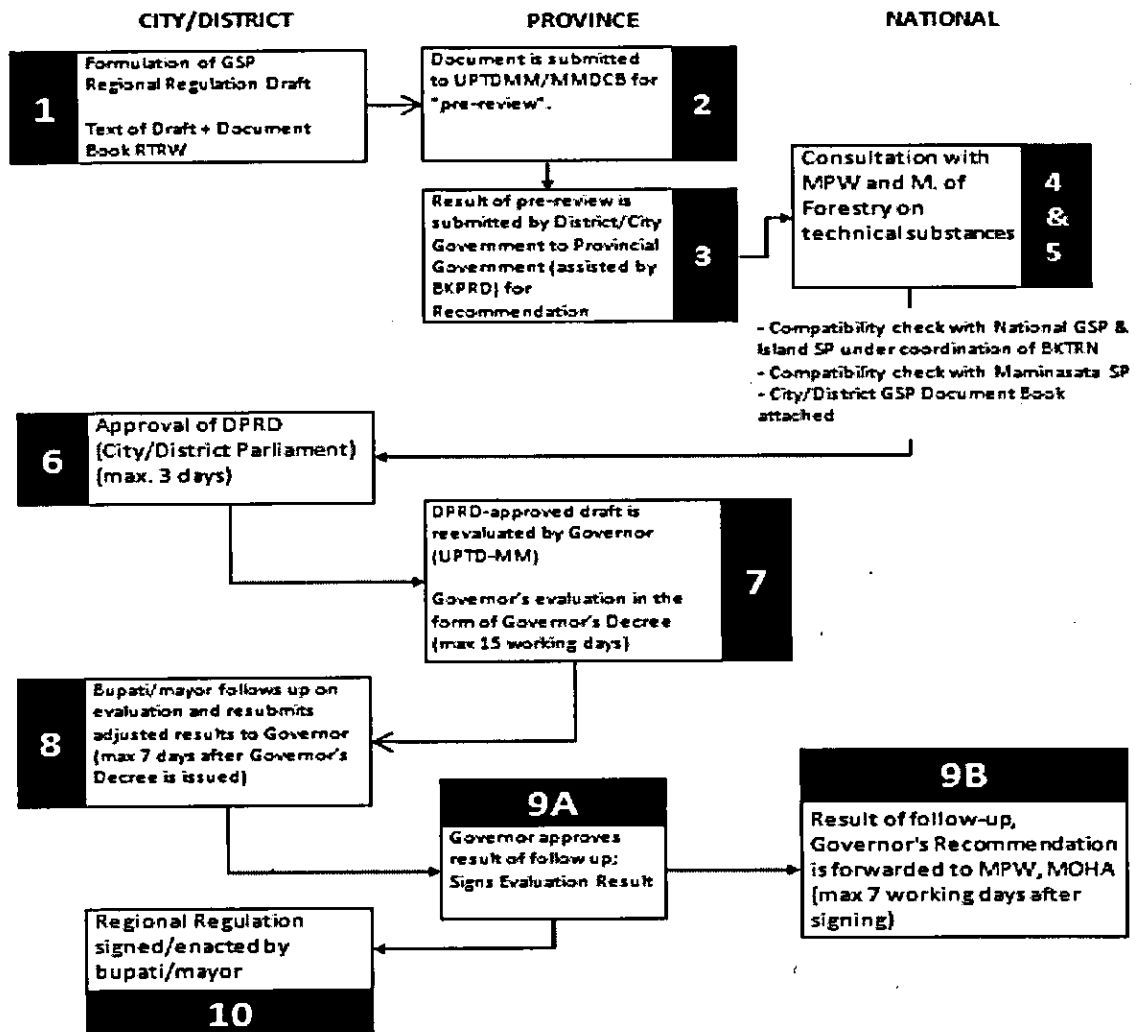 CITY/DISTRICT
PROVINCE
NATIONAL
1
Formulation of GSP
Regional Regulation Draft
Text of Draft + Document
Book RTRW
Document is submitted
to UPTDMM/MMDCB for
"pre-review".
2
Result of pre-review is
submitted by District/City
Government to Provincial
Government (assisted by
BKPRD) for
Recommendation
3
Consultation with
MPW and M. of
Forestry on
technical substances
4
&
5
- Compatibility check with National GSP &
Island SP under coordination of BKTRN
- Compatibility check with Maminasata SP
- City/District GSP Document Book
attached
6
Approval of DPRD
(City/District Parliament)
(max. 3 days)
DPRD-approved draft is
reevaluated by Governor
(UPTD-MM)
Governor's evaluation in the
form of Governor's Decree
(max 15 working days)
7
8
Bupati/mayor follows up on
evaluation and resubmits
adjusted results to Governor
(max 7 days after Governor's
Decree is issued)
9A
Governor approves
result of follow up;
Signs Evaluation Result
9B
Result of follow-up,
Governor's Recommendation
is forwarded to MPW, MOHA
(max 7 working days after
signing)
Regional Regulation
signed/enacted by
bupati/mayor
10